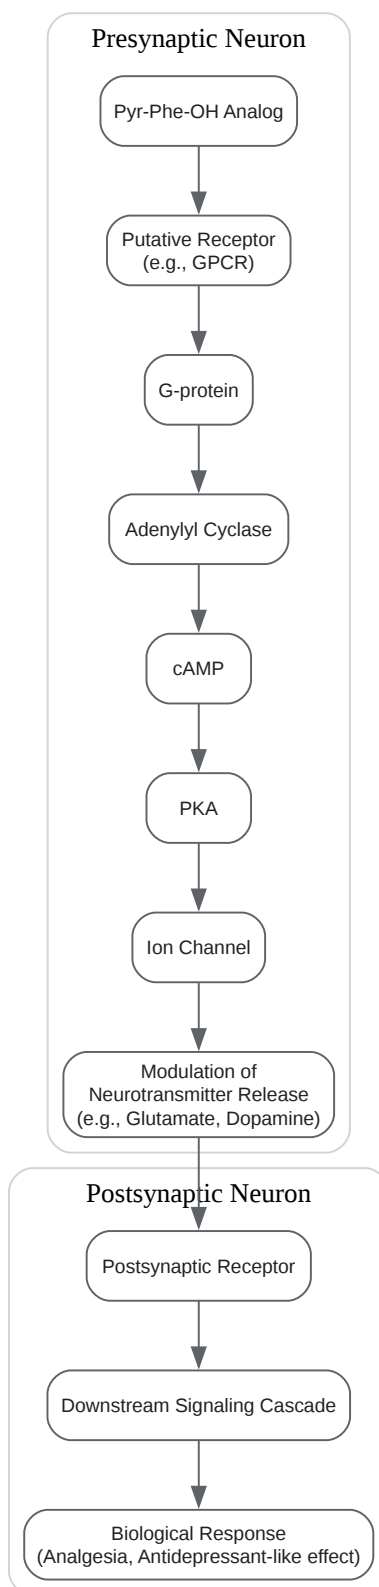 Presynaptic Neuron
Pyr-Phe-OH Analog
Putative Receptor
(e.g., GPCR)
G-protein
Adenylyl Cyclase
cAMP
PKA
Ion Channel
Modulation of
Neurotransmitter Release
(e.g., Glutamate, Dopamine)
Postsynaptic Neuron
Postsynaptic Receptor
Downstream Signaling Cascade
Biological Response
(Analgesia, Antidepressant-like effect)